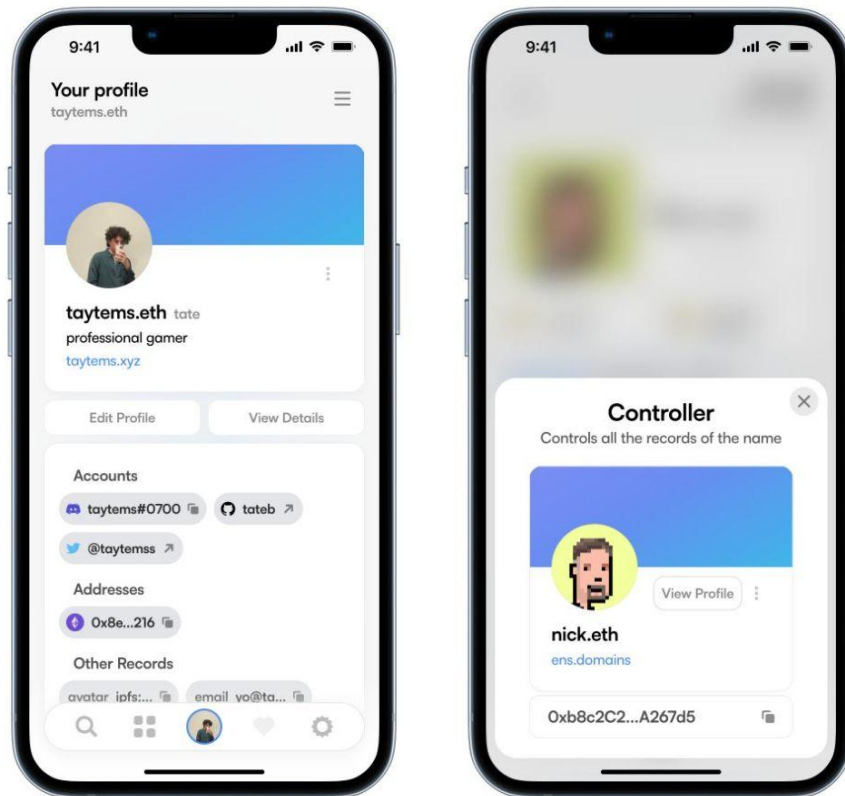 9:41
Your profile
taytems.eth
taytems.eth tate
professional gamer
taytems.xyz
Edit Profile
View Details
Accounts
taytems#0700
tateb
@taytemss
Addresses
0x8e...216
Other Records
avatar ipfs:...
email yo@ta...
9:41
Controller
Controls all the records of the name
View Profile
nick.eth
ens.domains
0xb8c2C2...A267d5